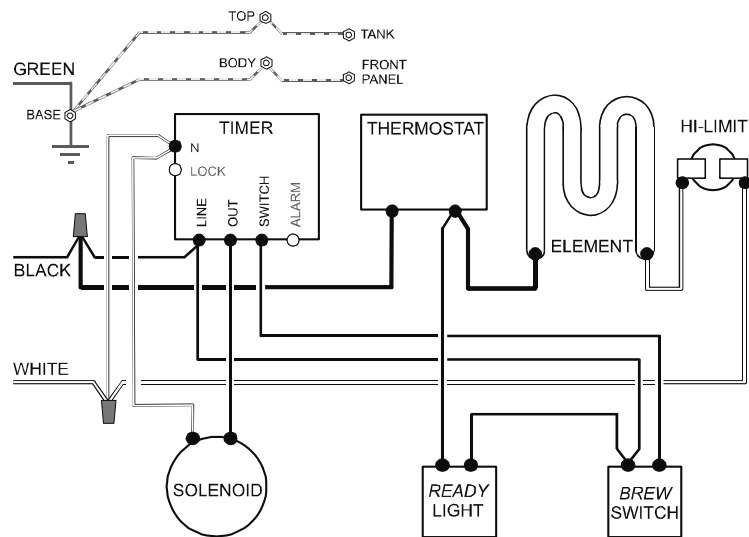 TOP
TANK
BODY
FRONT
PANEL
GREEN
BASE
TIMER
N
LOCK
LINE
OUT
SWITCH
ALARM
THERMOSTAT
HI-LIMIT
ELEMENT
BLACK
WHITE
SOLENOID
READY
LIGHT
BREW
SWITCH